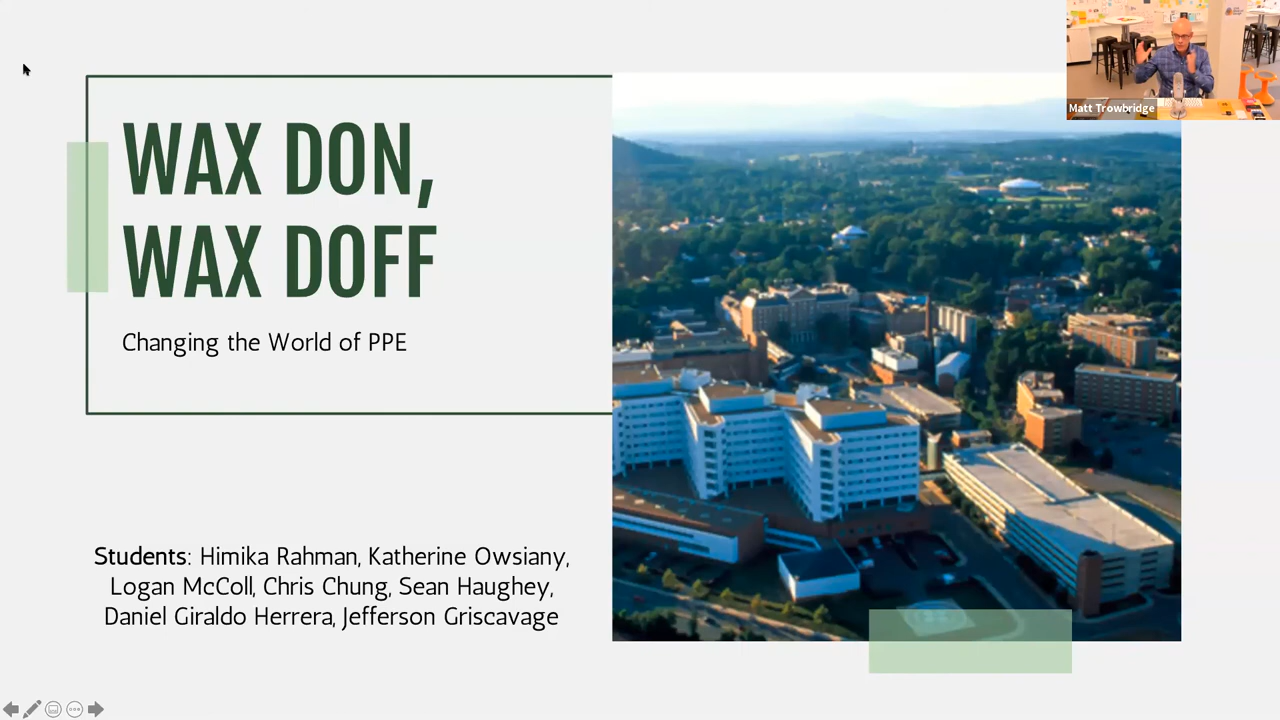 WAX DON,
WAX DOFF
Changing the World of PPE
Students: Himika Rahman, Katherine Owsiany,
Logan McColl, Chris Chung, Sean Haughey,
Daniel Giraldo Herrera, Jefferson Griscavage
Matt Trowbridge